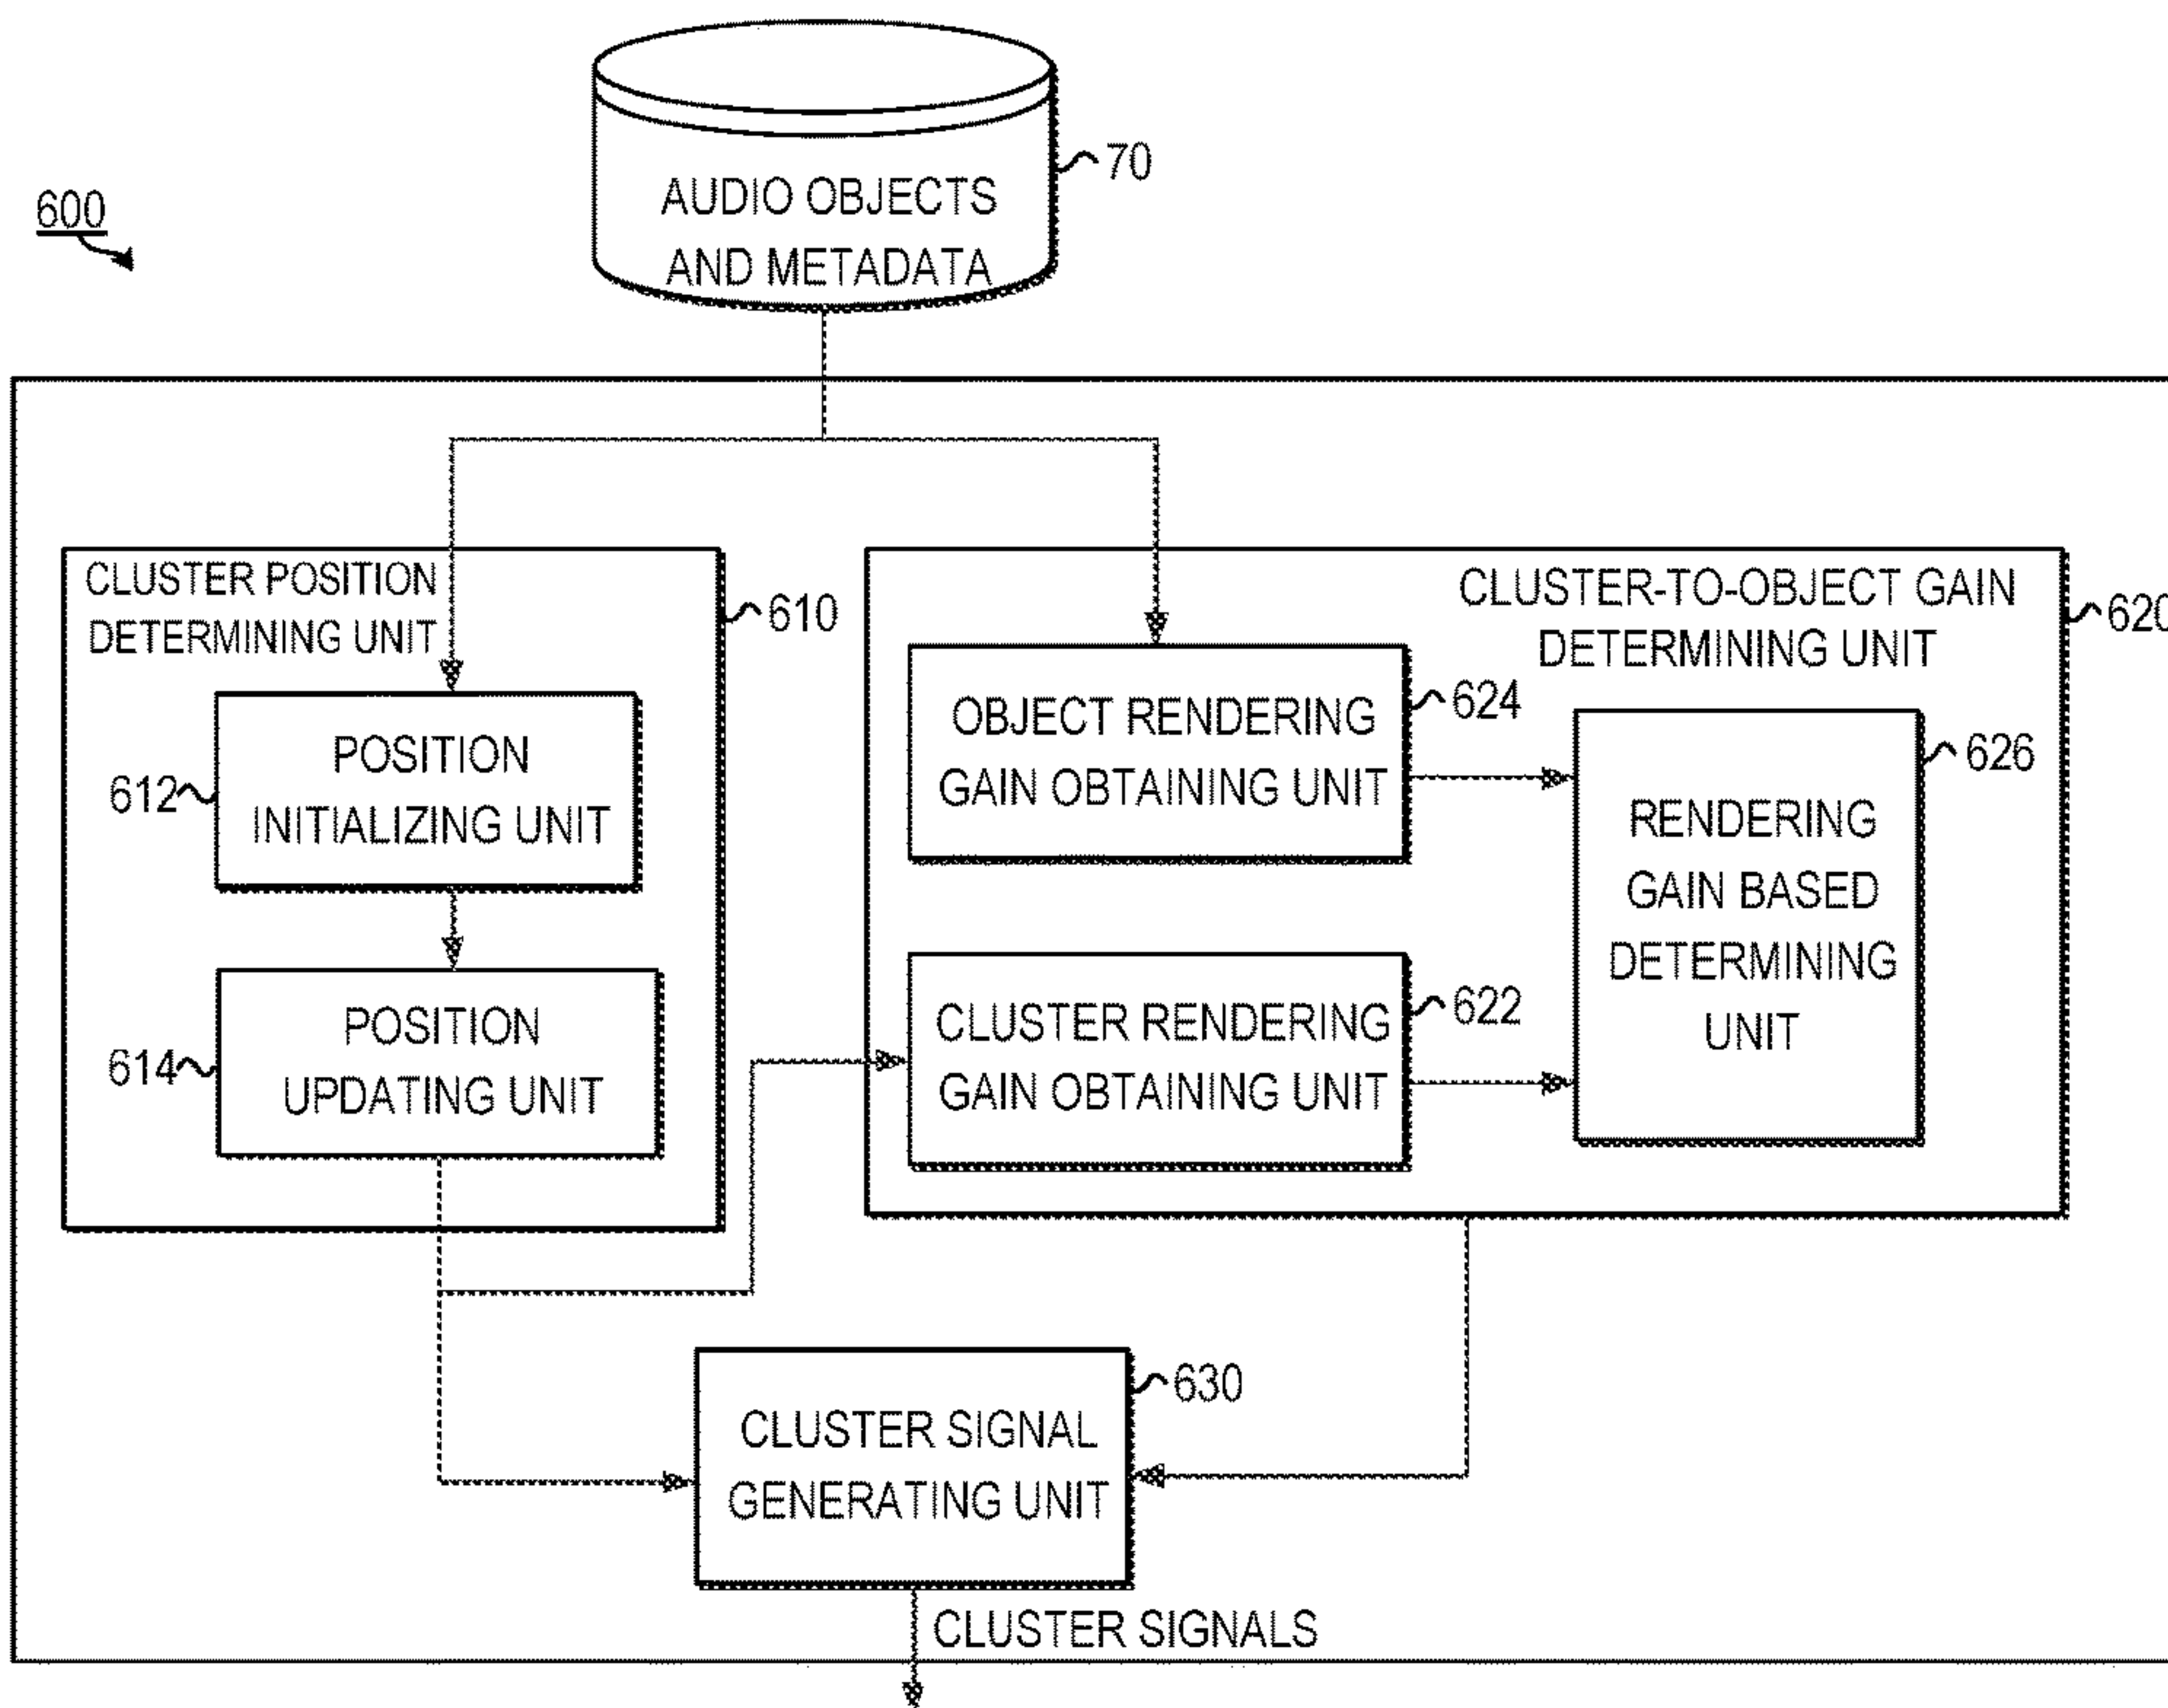 AUDIO OBJECTS
AND METADATA
70
600
CLUSTER POSITION
DETERMINING UNIT
610
POSITION
INITIALIZING UNIT
612
POSITION
UPDATING UNIT
614
CLUSTER-TO-OBJECT GAIN
DETERMINING UNIT
620
OBJECT RENDERING
GAIN OBTAINING UNIT
624
CLUSTER RENDERING
GAIN OBTAINING UNIT
622
RENDERING
GAIN BASED
DETERMINING
UNIT
626
CLUSTER SIGNAL
GENERATING UNIT
630
CLUSTER SIGNALS